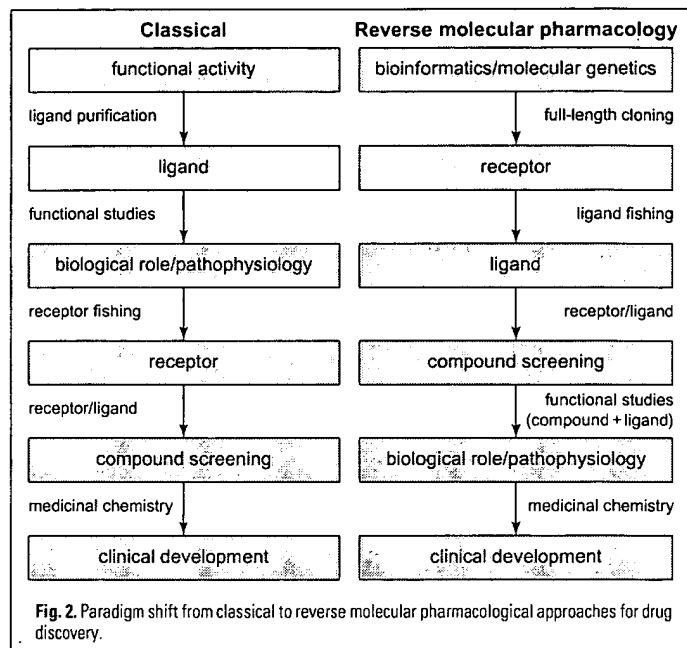 Classical
functional activity
ligand purification
ligand
functional studies
biological role/pathophysiology
receptor fishing
receptor
receptor/ligand
compound screening
medicinal chemistry
clinical development
Reverse molecular pharmacology
bioinformatics/molecular genetics
full-length cloning
receptor
ligand fishing
ligand
receptor/ligand
compound screening
functional studies
(compound + ligand)
biological role/pathophysiology
medicinal chemistry
clinical development
Fig. 2. Paradigm shift from classical to reverse molecular pharmacological approaches for drug
discovery.